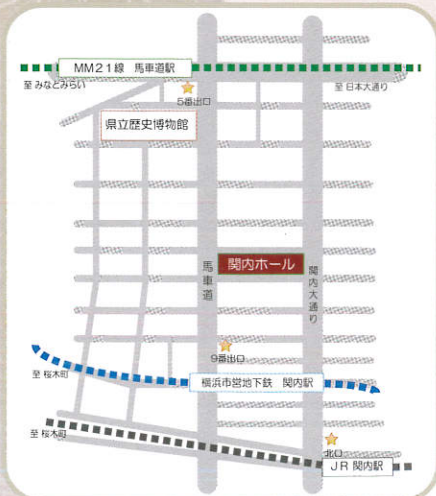 MM21線 馬車道駅
至 みなとみらい
至 日本大通り
5番出口
県立歴史博物館
関内ホール
馬車道
関内大通り
9番出口
至 桜木町
横浜市営地下鉄 関内駅
至 桜木町
北口
JR 関内駅